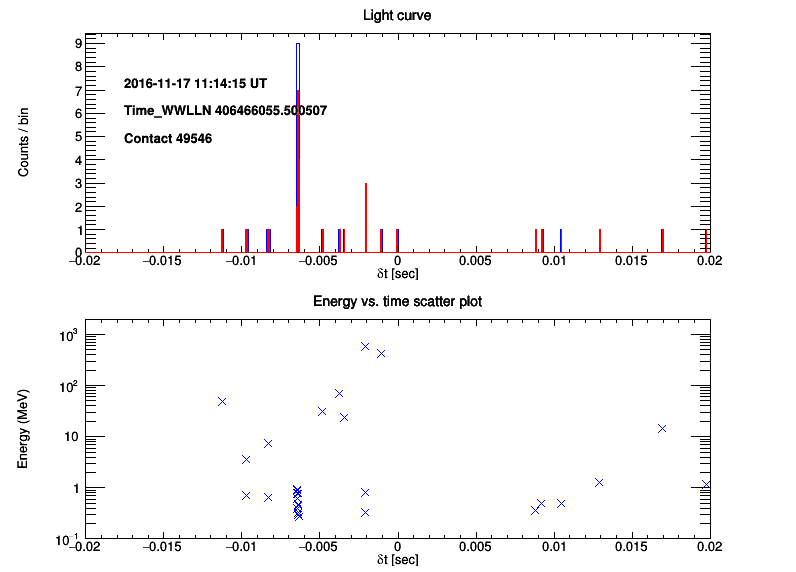 Light curve
9
8
7
6
5
4
3
2
1
0
Counts / bin
2016-11-17 11:14:15 UT
Time_WWLLN 406466055.500507
Contact 49546
−0.02 −0.015 −0.01 −0.005 0 0.005 0.01 0.015 0.02
δt [sec]
Energy vs. time scatter plot
10³
10²
10
1
10⁻¹
Energy (MeV)
−0.02 −0.015 −0.01 −0.005 0 0.005 0.01 0.015 0.02
δt [sec]